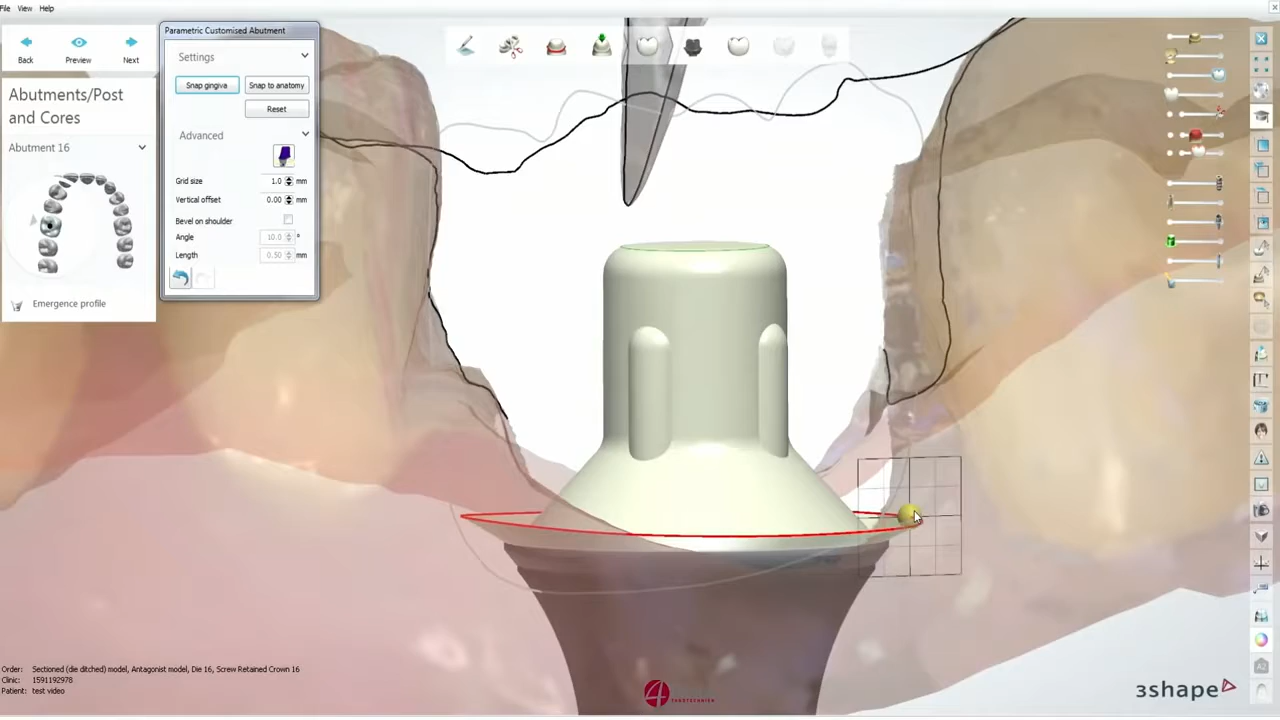 File View Help
Back Preview Next
Abutments/Post
and Cores
Abutment 16
Emergence profile
Parametric Customised Abutment
Settings
Snap gingiva Snap to anatomy
Reset
Advanced
Grid size 1.0 mm
Vertical offset 0.00 mm
Bevel on shoulder
Angle 10.0 °
Length 0.50 mm
A2
Order: Sectioned (die ditched) model, Antagonist model, Die 16, Screw Retained Crown 16
Clinic: 1591192978
Patient: test video
3shape